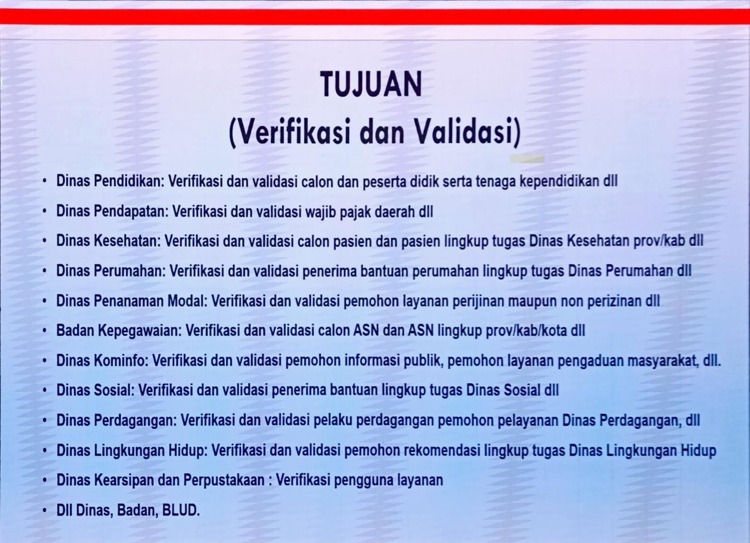 TUJUAN
(Verifikasi dan Validasi)
• Dinas Pendidikan: Verifikasi dan validasi calon dan peserta didik serta tenaga kependidikan dll
• Dinas Pendapatan: Verifikasi dan validasi wajib pajak daerah dll
• Dinas Kesehatan: Verifikasi dan validasi calon pasien dan pasien lingkup tugas Dinas Kesehatan prov/kab dll
• Dinas Perumahan: Verifikasi dan validasi penerima bantuan perumahan lingkup tugas Dinas Perumahan dll
• Dinas Penanaman Modal: Verifikasi dan validasi pemohon layanan perijinan maupun non perizinan dll
• Badan Kepegawaian: Verifikasi dan validasi calon ASN dan ASN lingkup prov/kab/kota dll
• Dinas Kominfo: Verifikasi dan validasi pemohon informasi publik, pemohon layanan pengaduan masyarakat, dll.
• Dinas Sosial: Verifikasi dan validasi penerima bantuan lingkup tugas Dinas Sosial dll
• Dinas Perdagangan: Verifikasi dan validasi pelaku perdagangan pemohon pelayanan Dinas Perdagangan, dll
• Dinas Lingkungan Hidup: Verifikasi dan validasi pemohon rekomendasi lingkup tugas Dinas Lingkungan Hidup
• Dinas Kearsipan dan Perpustakaan : Verifikasi pengguna layanan
• Dll Dinas, Badan, BLUD.